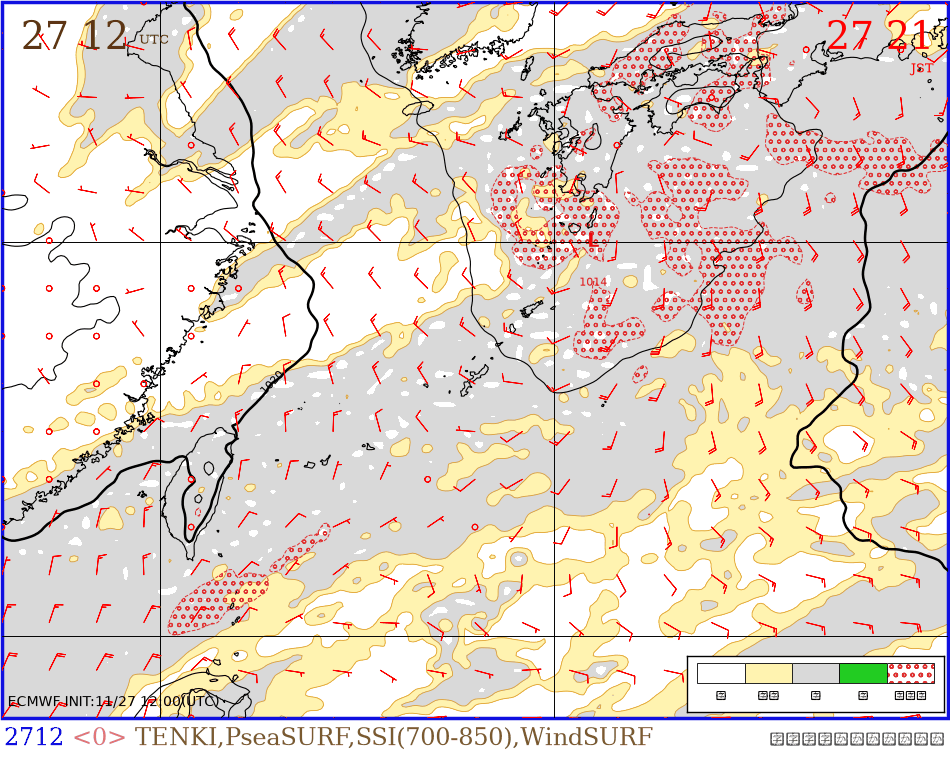 27 12 UTC
27 21
JST
1014
1020
L
ECMWF.INIT:11/27 12:00(UTC)
2712 <0> TENKI,PseaSURF,SSI(700-850),WindSURF